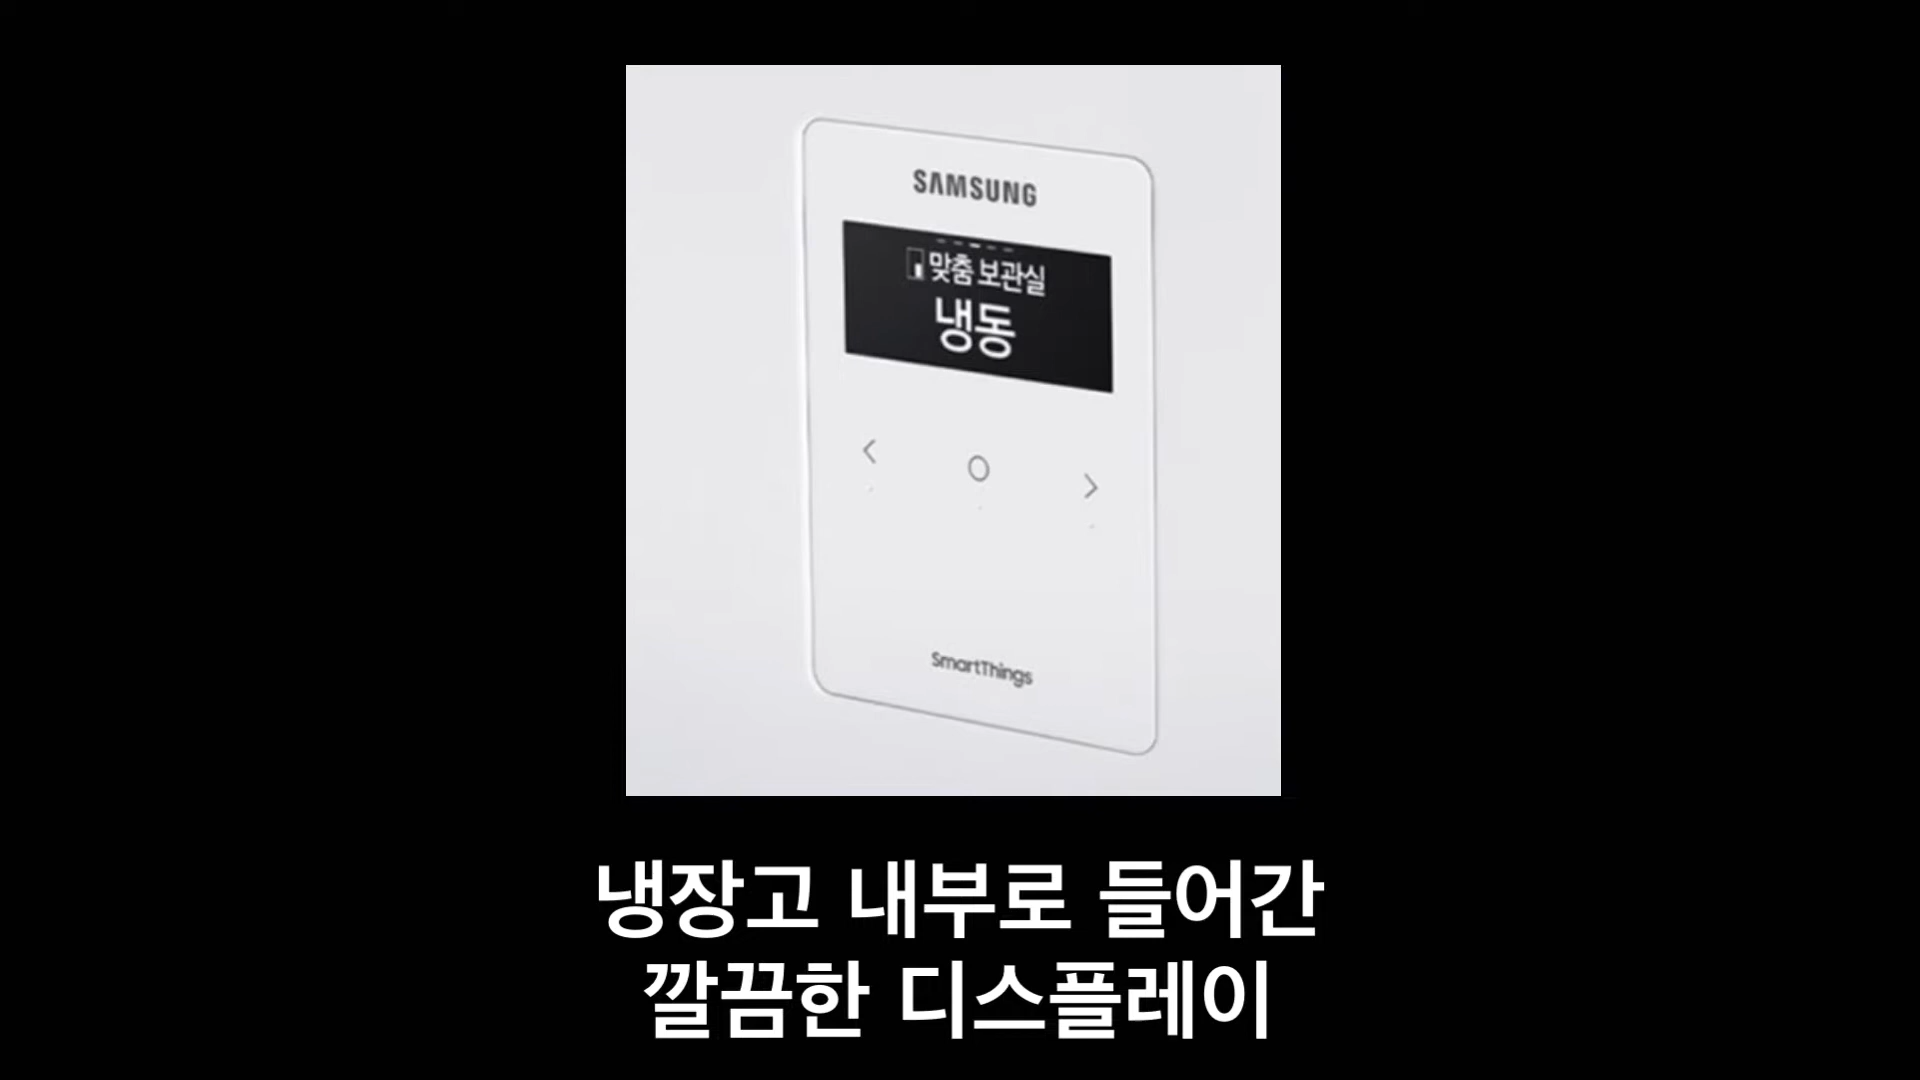 SAMSUNG
맞춤 보관실
냉동
SmartThings
냉장고 내부로 들어간
깔끔한 디스플레이